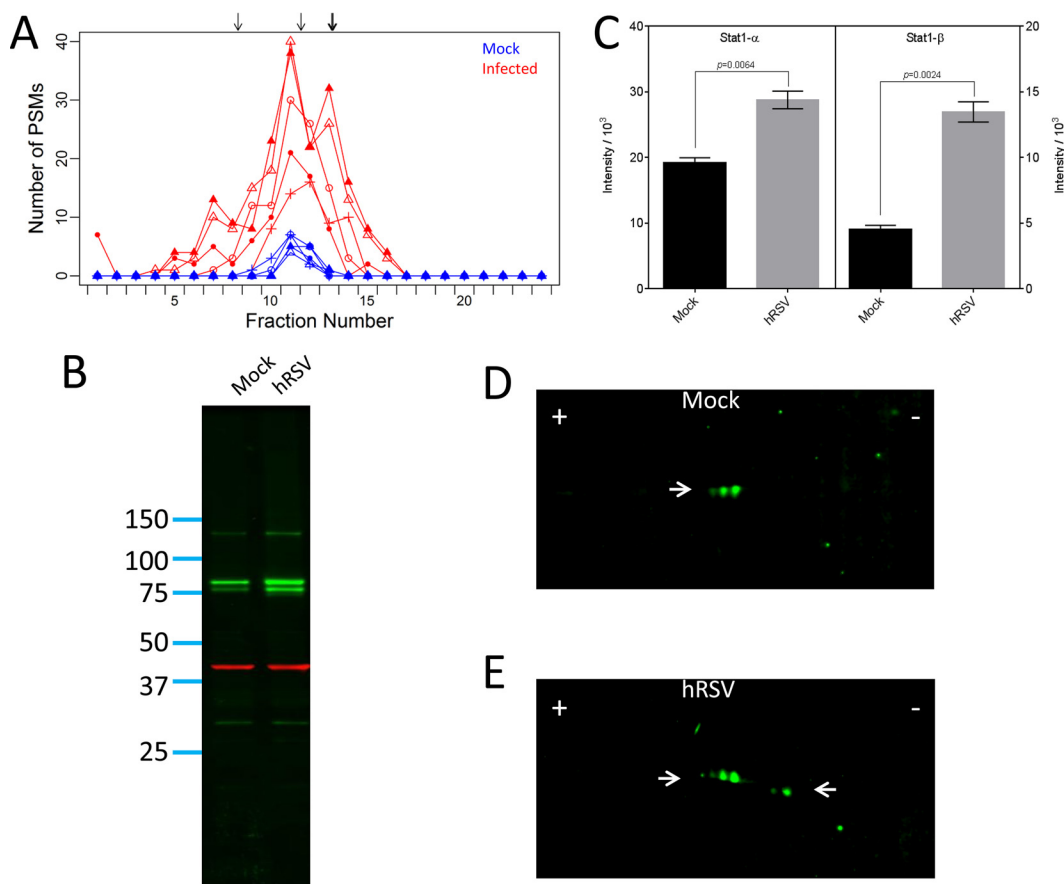 A
Mock
Infected
Number of PSMs
40
30
20
10
0
5 10 15 20
Fraction Number
B
Mock hRSV
150
100
75
50
37
25
C
Stat1-α Stat1-β
p=0.0064
p=0.0024
Intensity / 10³
40
30
20
10
0
Intensity / 10³
20
15
10
5
0
Mock hRSV Mock hRSV
D
Mock
+ -
E
hRSV
+ -